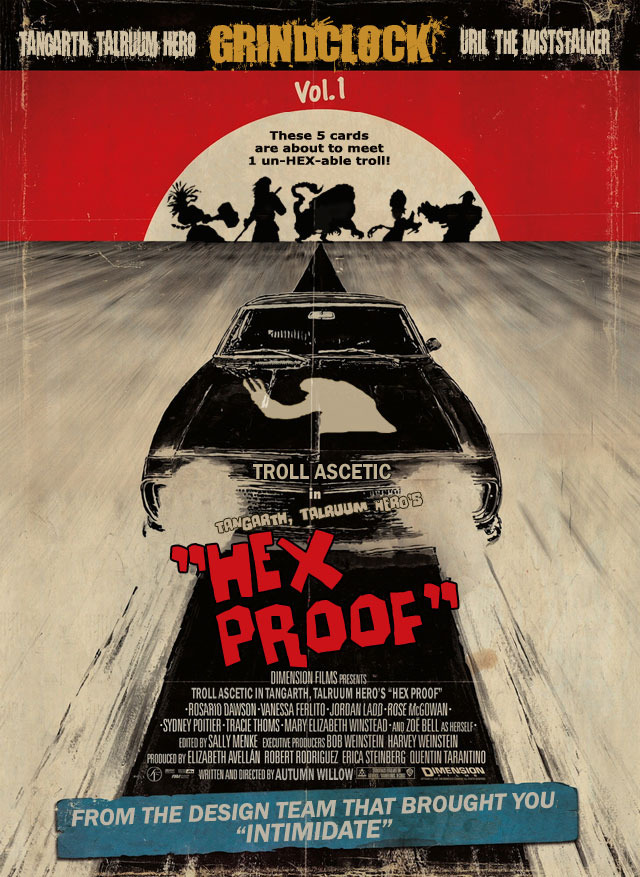 TANGARTH, TALRUUM HERO GRINDCLOCK URIL THE MISTSTALKER
Vol.1
These 5 cards
are about to meet
1 un-HEX-able troll!
TROLL ASCETIC
in
TANGARTH, TALRUUM HERO'S
"HEX
PROOF"
DIMENSION FILMS PRESENTS
TROLL ASCETIC IN TANGARTH, TALRUUM HERO'S "HEX PROOF"
·ROSARIO DAWSON·VANESSA FERLITO·JORDAN LADD·ROSE McGOWAN·
·SYDNEY POITIER·TRACIE THOMS·MARY ELIZABETH WINSTEAD·AND ZOË BELL AS HERSELF·
EDITED BY SALLY MENKE EXECUTIVE PRODUCERS BOB WEINSTEIN HARVEY WEINSTEIN
PRODUCED BY ELIZABETH AVELLÁN ROBERT RODRIGUEZ ERICA STEINBERG QUENTIN TARANTINO
WRITTEN AND DIRECTED BY AUTUMN WILLOW DIMENSION
FROM THE DESIGN TEAM THAT BROUGHT YOU
"INTIMIDATE"